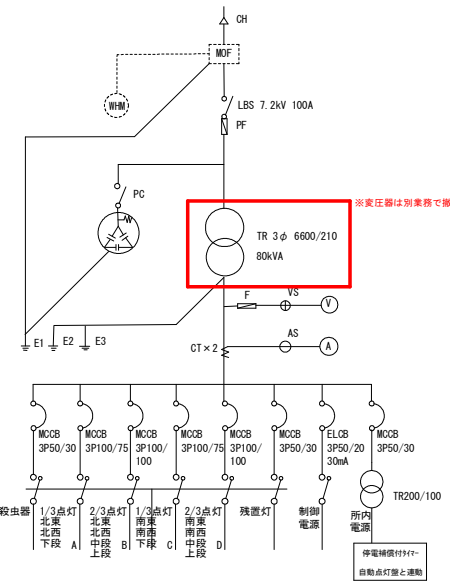 CH
MOF
WHM
LBS 7.2kV 100A
PF
PC
※変圧器は別業務で撤
TR 3φ 6600/210
80kVA
F
VS
V
E1
E2
E3
CT×2
AS
A
MCCB
3P50/30
MCCB
3P100/75
MCCB
3P100/
100
MCCB
3P100/75
MCCB
3P100/
100
MCCB
3P50/30
ELCB
3P50/20
30mA
MCCB
3P50/30
殺虫器
1/3点灯
北東
北西
下段
A
2/3点灯
北東
北西
中段
上段
B
1/3点灯
南東
南西
下段
C
2/3点灯
南東
南西
中段
上段
D
残置灯
制御
電源
所内
電源
TR200/100
停電補償付タイマー
自動点灯盤と連動